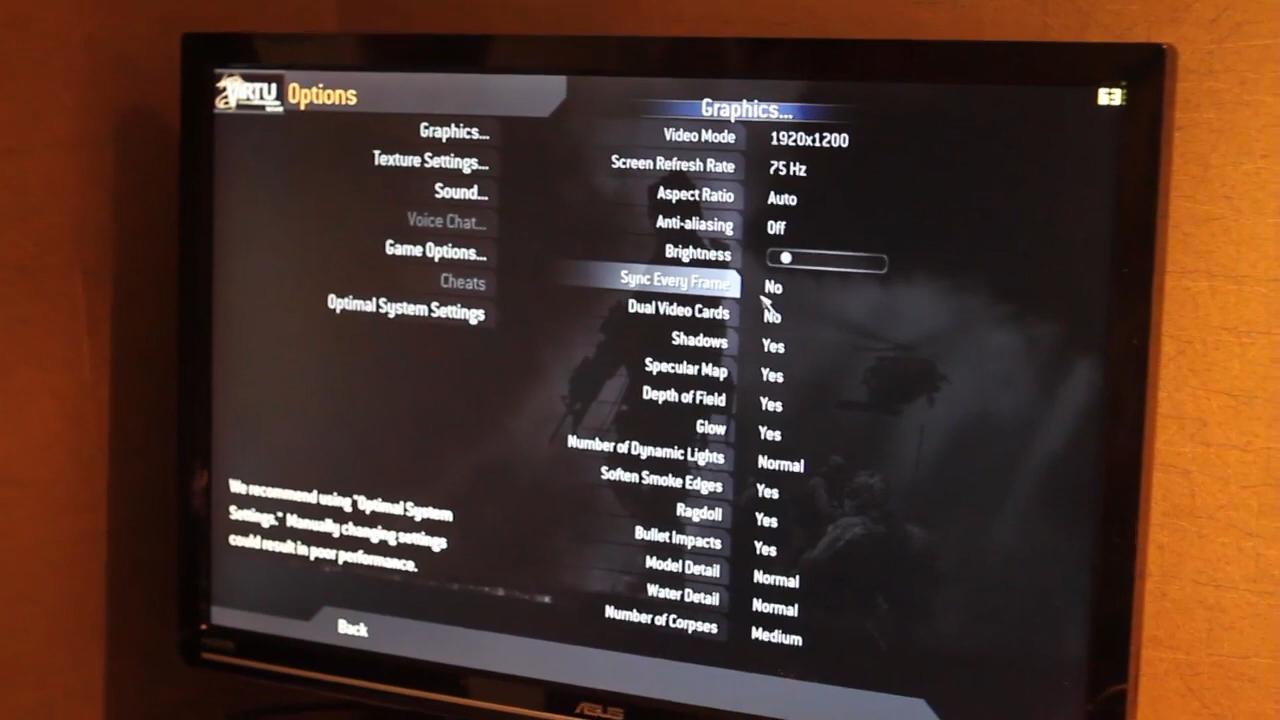 VIRTU
Options
63
Graphics...
Texture Settings...
Sound...
Voice Chat...
Game Options...
Cheats
Optimal System Settings
Graphics...
Video Mode 1920x1200
Screen Refresh Rate 75 Hz
Aspect Ratio Auto
Anti-aliasing Off
Brightness
Sync Every Frame No
Dual Video Cards No
Shadows Yes
Specular Map Yes
Depth of Field Yes
Glow Yes
Number of Dynamic Lights Normal
Soften Smoke Edges Yes
Ragdoll Yes
Bullet Impacts Yes
Model Detail Normal
Water Detail Normal
Number of Corpses Medium
We recommend using "Optimal System
Settings." Manually changing settings
could result in poor performance.
Back
ASUS